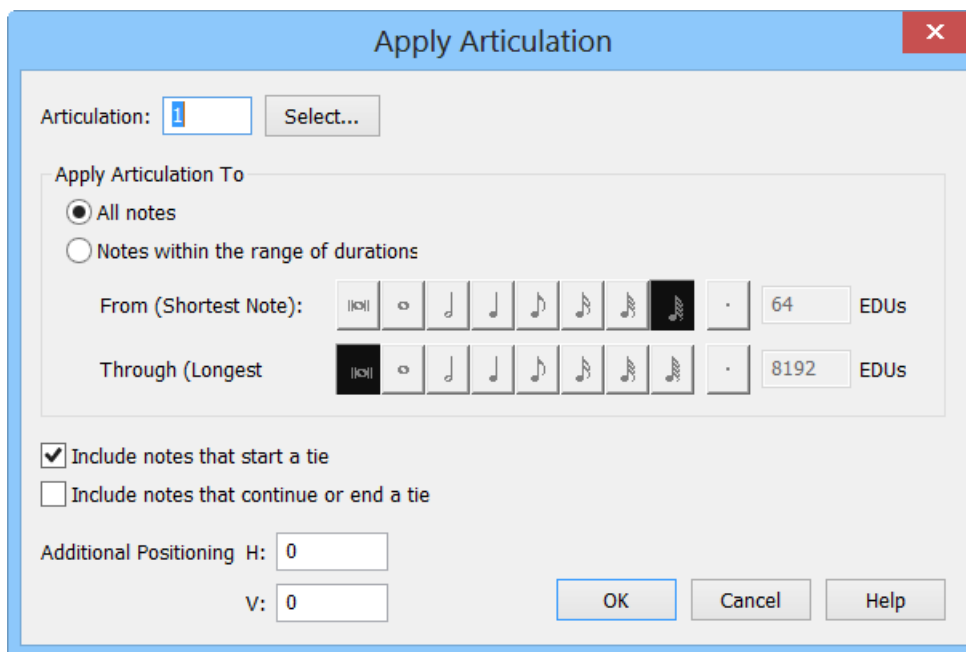 Apply Articulation
Articulation: 1 Select...
Apply Articulation To
All notes
Notes within the range of durations
From (Shortest Note): 64 EDUs
Through (Longest 8192 EDUs
Include notes that start a tie
Include notes that continue or end a tie
Additional Positioning H: 0
V: 0 OK Cancel Help